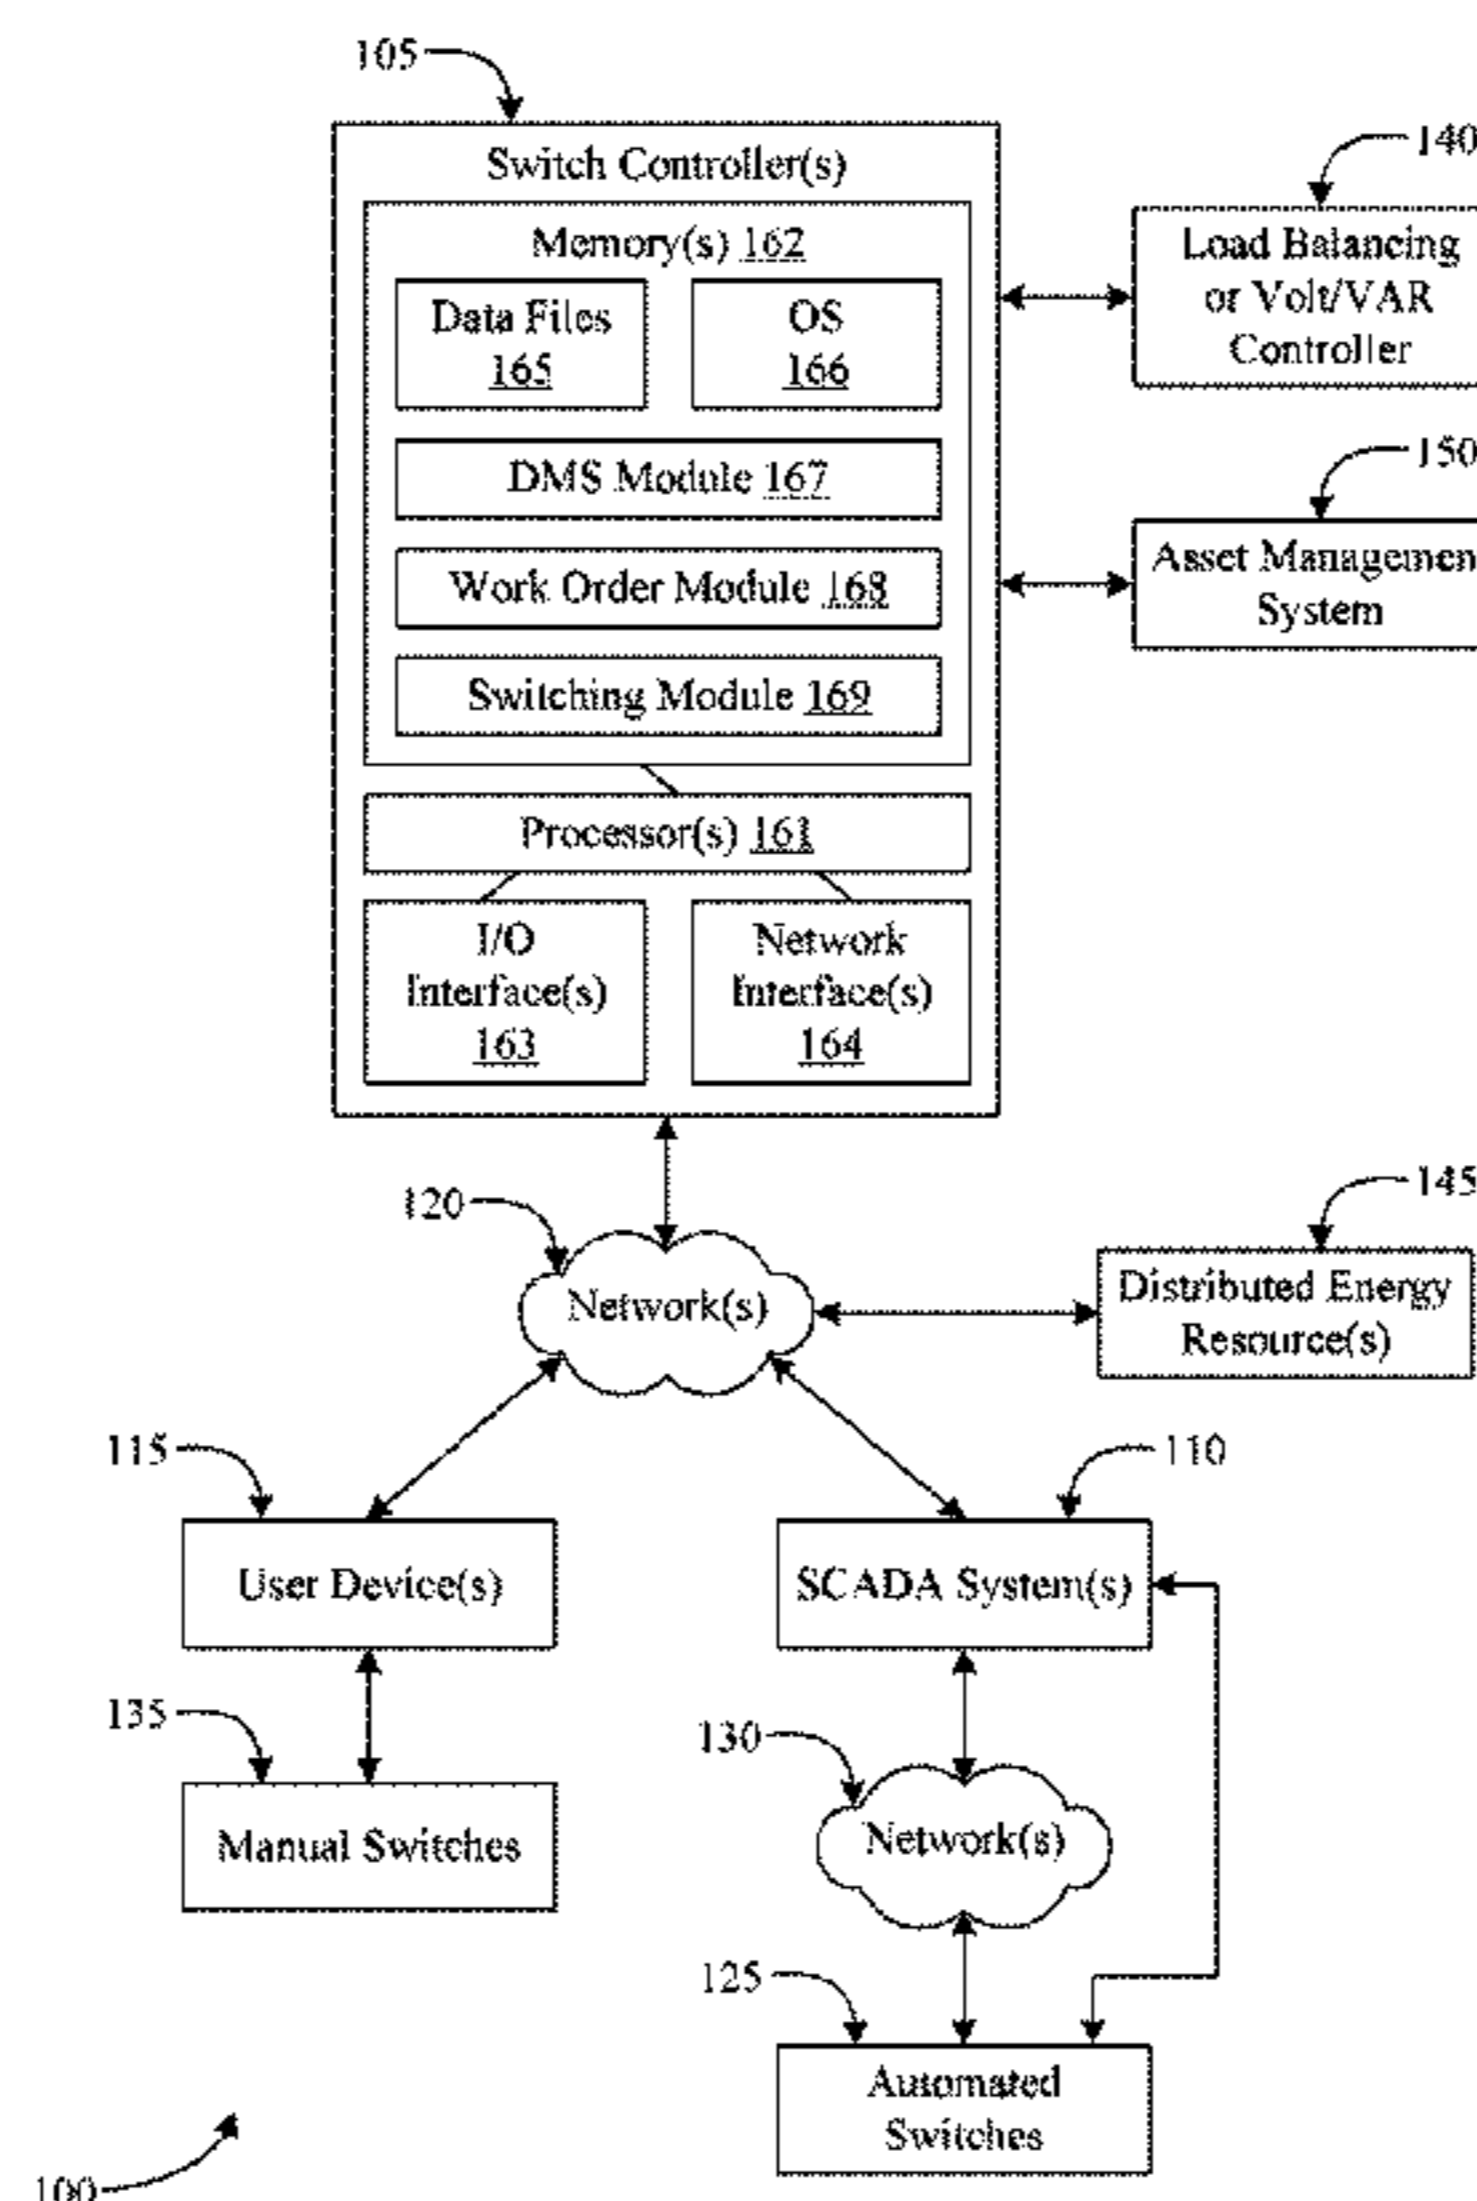 105
Switch Controller(s)
Memory(s) 162
Data Files
165
OS
166
DMS Module 167
Work Order Module 168
Switching Module 169
Processor(s) 161
I/O
Interface(s)
163
Network
Interface(s)
164
140
Load Balancing
or Volt/VAR
Controller
150
Asset Managemen
System
120
Network(s)
145
Distributed Energy
Resource(s)
115
User Device(s)
110
SCADA System(s)
135
Manual Switches
130
Network(s)
125
Automated
Switches
100